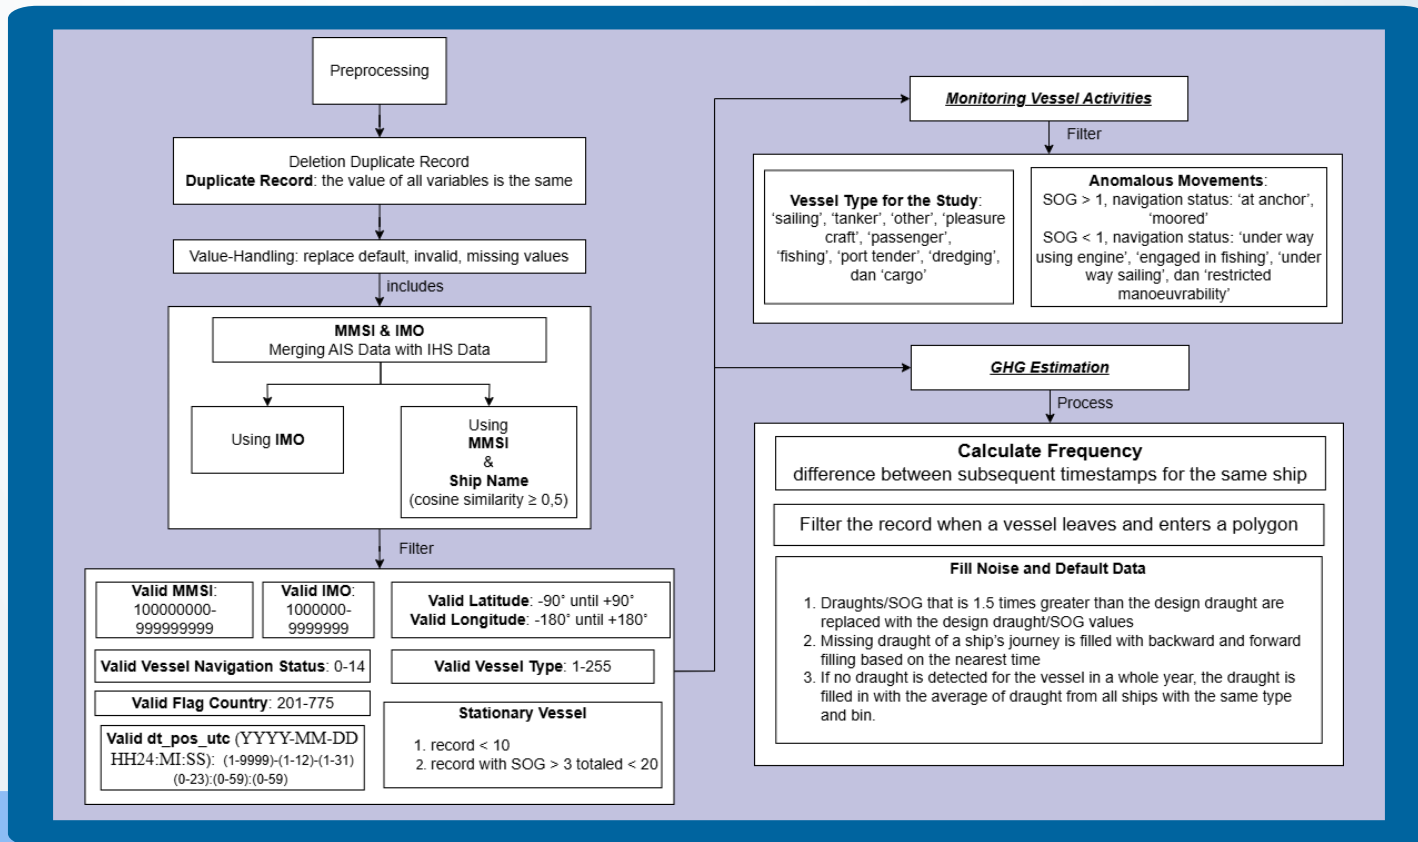 Preprocessing
Deletion Duplicate Record
Duplicate Record: the value of all variables is the same
Value-Handling: replace default, invalid, missing values
includes
MMSI & IMO
Merging AIS Data with IHS Data
Using IMO
Using
MMSI
&
Ship Name
(cosine similarity ≥ 0,5)
Filter
Valid MMSI:
100000000-
999999999
Valid IMO:
1000000-
9999999
Valid Latitude: -90˚ until +90˚
Valid Longitude: -180˚ until +180˚
Valid Vessel Navigation Status: 0-14
Valid Vessel Type: 1-255
Valid Flag Country: 201-775
Valid dt_pos_utc (YYYY-MM-DD
HH24:MI:SS): (1-9999)-(1-12)-(1-31)
(0-23):(0-59):(0-59)
Stationary Vessel
1. record < 10
2. record with SOG > 3 totaled < 20
Monitoring Vessel Activities
Filter
Vessel Type for the Study:
‘sailing’, ‘tanker’, ‘other’, ‘pleasure
craft’, ‘passenger’,
‘fishing’, ‘port tender’, ‘dredging’,
dan ‘cargo’
Anomalous Movements:
SOG > 1, navigation status: ‘at anchor’,
‘moored’
SOG < 1, navigation status: ‘under way
using engine’, ‘engaged in fishing’, ‘under
way sailing’, dan ‘restricted
manoeuvrability’
GHG Estimation
Process
Calculate Frequency
difference between subsequent timestamps for the same ship
Filter the record when a vessel leaves and enters a polygon
Fill Noise and Default Data
1. Draughts/SOG that is 1.5 times greater than the design draught are
replaced with the design draught/SOG values
2. Missing draught of a ship’s journey is filled with backward and forward
filling based on the nearest time
3. If no draught is detected for the vessel in a whole year, the draught is
filled in with the average of draught from all ships with the same type
and bin.